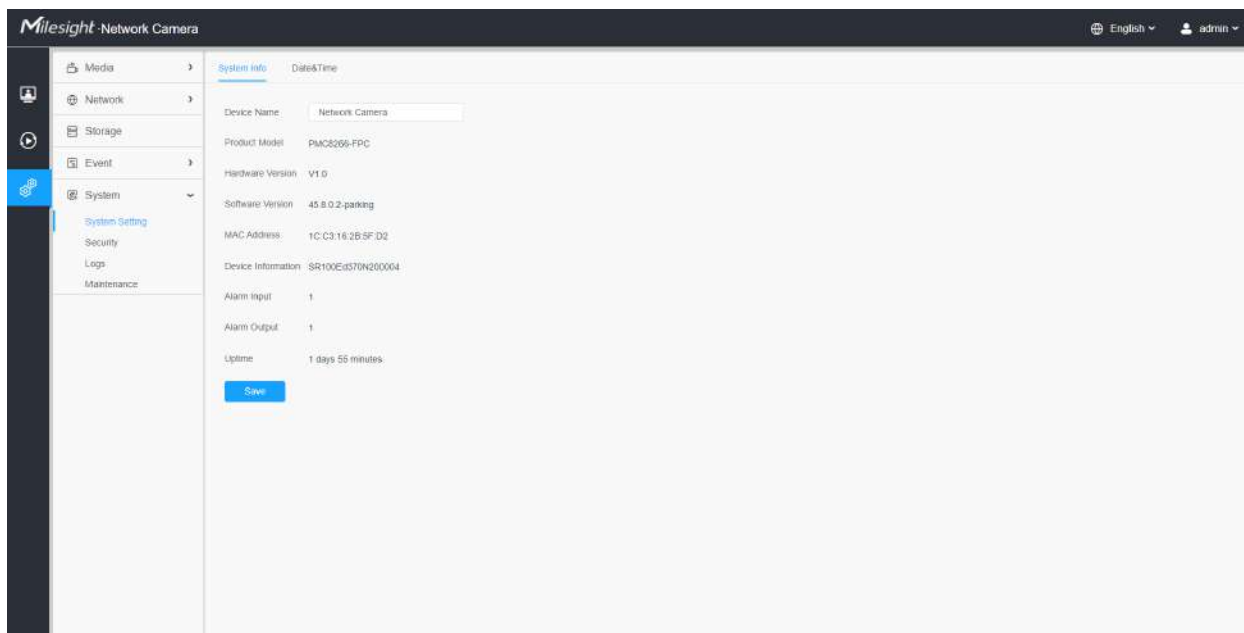 Milesight -Network Camera
English
admin
Media
Network
Storage
Event
System
System Setting
Security
Logs
Maintenance
System Info Date&Time
Device Name Network Camera
Product Model PMC8266-FPC
Hardware Version V1.0
Software Version 45.8.0.2-parking
MAC Address 1C:C3:16:2B:5F:D2
Device Information SR100Ed570N200004
Alarm Input 1
Alarm Output 1
Uptime 1 days 55 minutes
Save